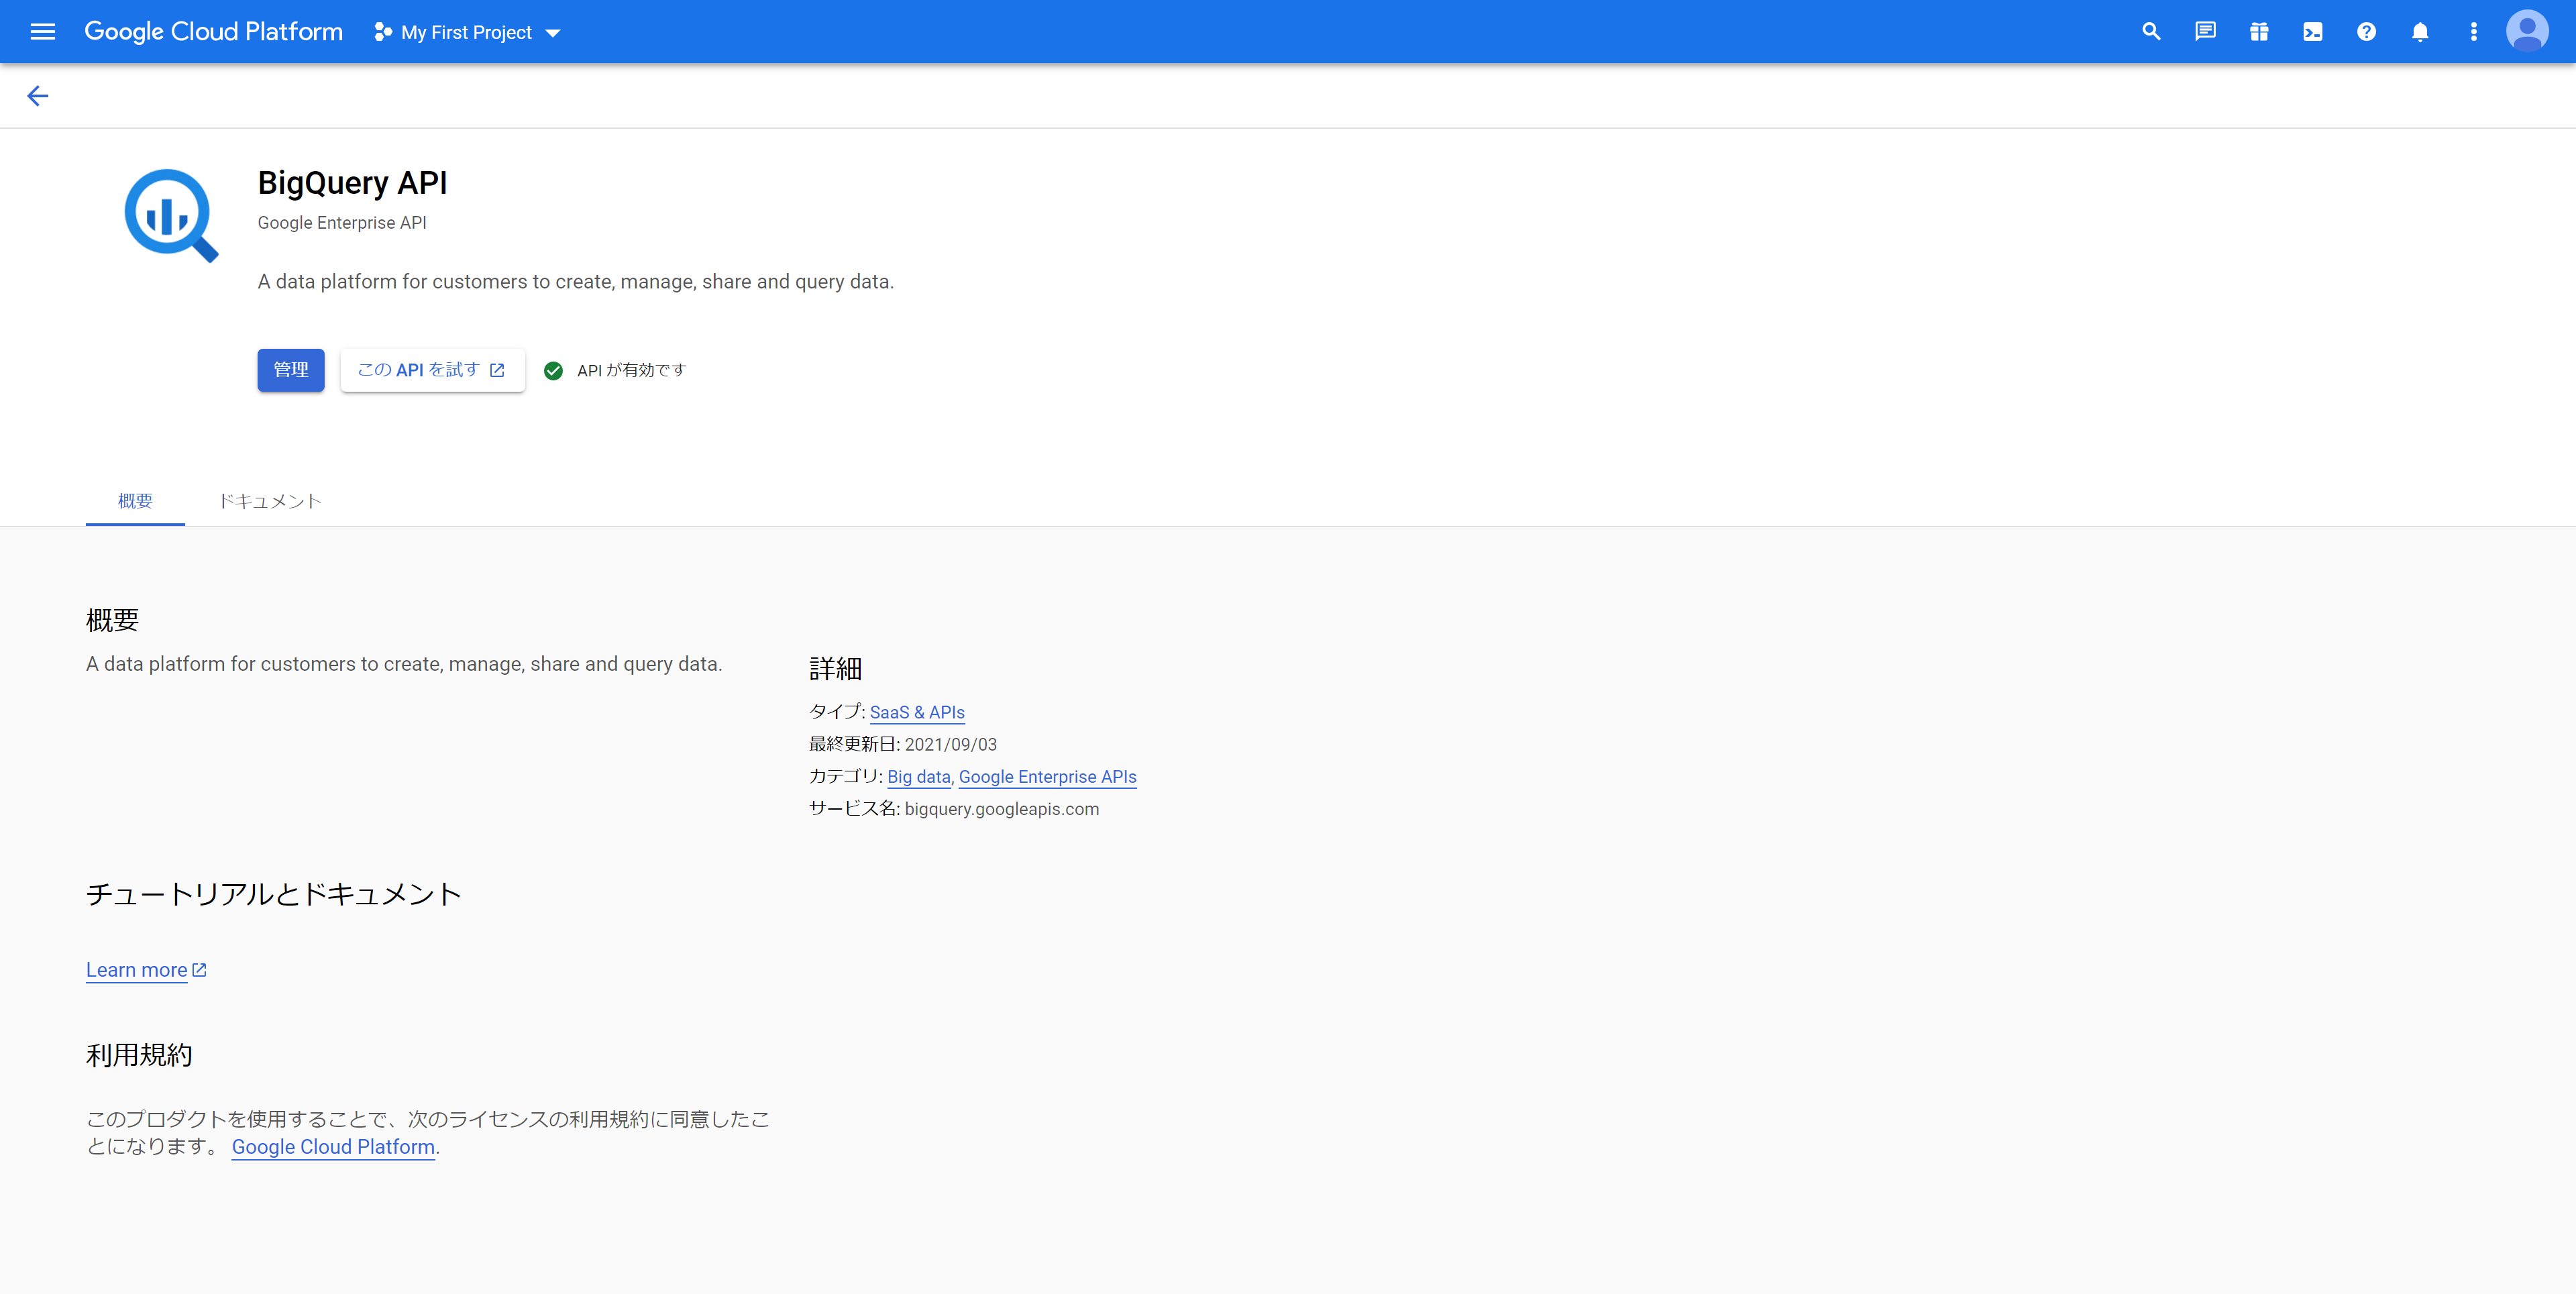 Google Cloud Platform My First Project
BigQuery API
Google Enterprise API
A data platform for customers to create, manage, share and query data.
管理 この API を試す API が有効です
概要 ドキュメント
概要
A data platform for customers to create, manage, share and query data.
詳細
タイプ: SaaS & APIs
最終更新日: 2021/09/03
カテゴリ: Big data, Google Enterprise APIs
サービス名: bigquery.googleapis.com
チュートリアルとドキュメント
Learn more
利用規約
このプロダクトを使用することで、次のライセンスの利用規約に同意したこ
とになります。 Google Cloud Platform.